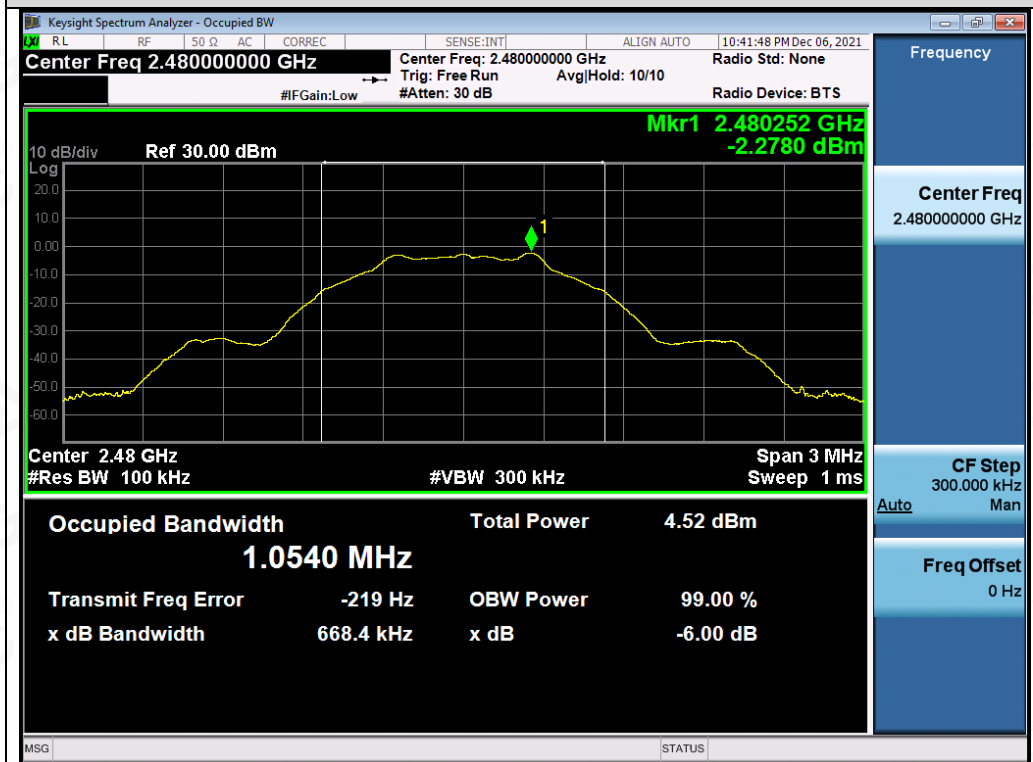 Keysight Spectrum Analyzer - Occupied BW
LXI RL RF 50 Ω AC CORREC SENSE:INT ALIGN AUTO 10:41:48 PM Dec 06, 2021
Center Freq 2.480000000 GHz
Center Freq: 2.480000000 GHz
Radio Std: None
Trig: Free Run Avg|Hold: 10/10
#IFGain:Low
#Atten: 30 dB
Radio Device: BTS
Frequency
Mkr1 2.480252 GHz
-2.2780 dBm
10 dB/div Ref 30.00 dBm
Log
20.0
10.0
0.00
-10.0
-20.0
-30.0
-40.0
-50.0
-60.0
1
Center 2.48 GHz Span 3 MHz
#Res BW 100 kHz #VBW 300 kHz Sweep 1 ms
Center Freq
2.480000000 GHz
CF Step
300.000 kHz
Auto Man
Freq Offset
0 Hz
Occupied Bandwidth Total Power 4.52 dBm
1.0540 MHz
Transmit Freq Error -219 Hz OBW Power 99.00 %
x dB Bandwidth 668.4 kHz x dB -6.00 dB
MSG STATUS